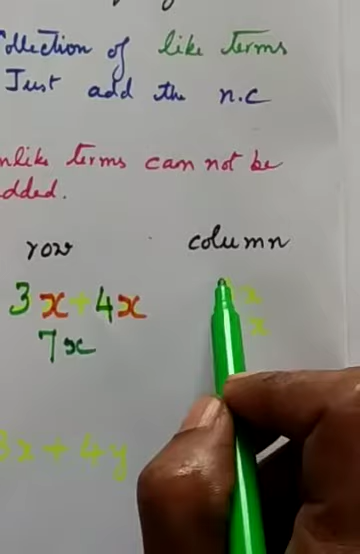 Collection of like terms
Just add the n.c
unlike terms can not be
added.
row column
3x + 4x
7x
x
x
3x + 4y